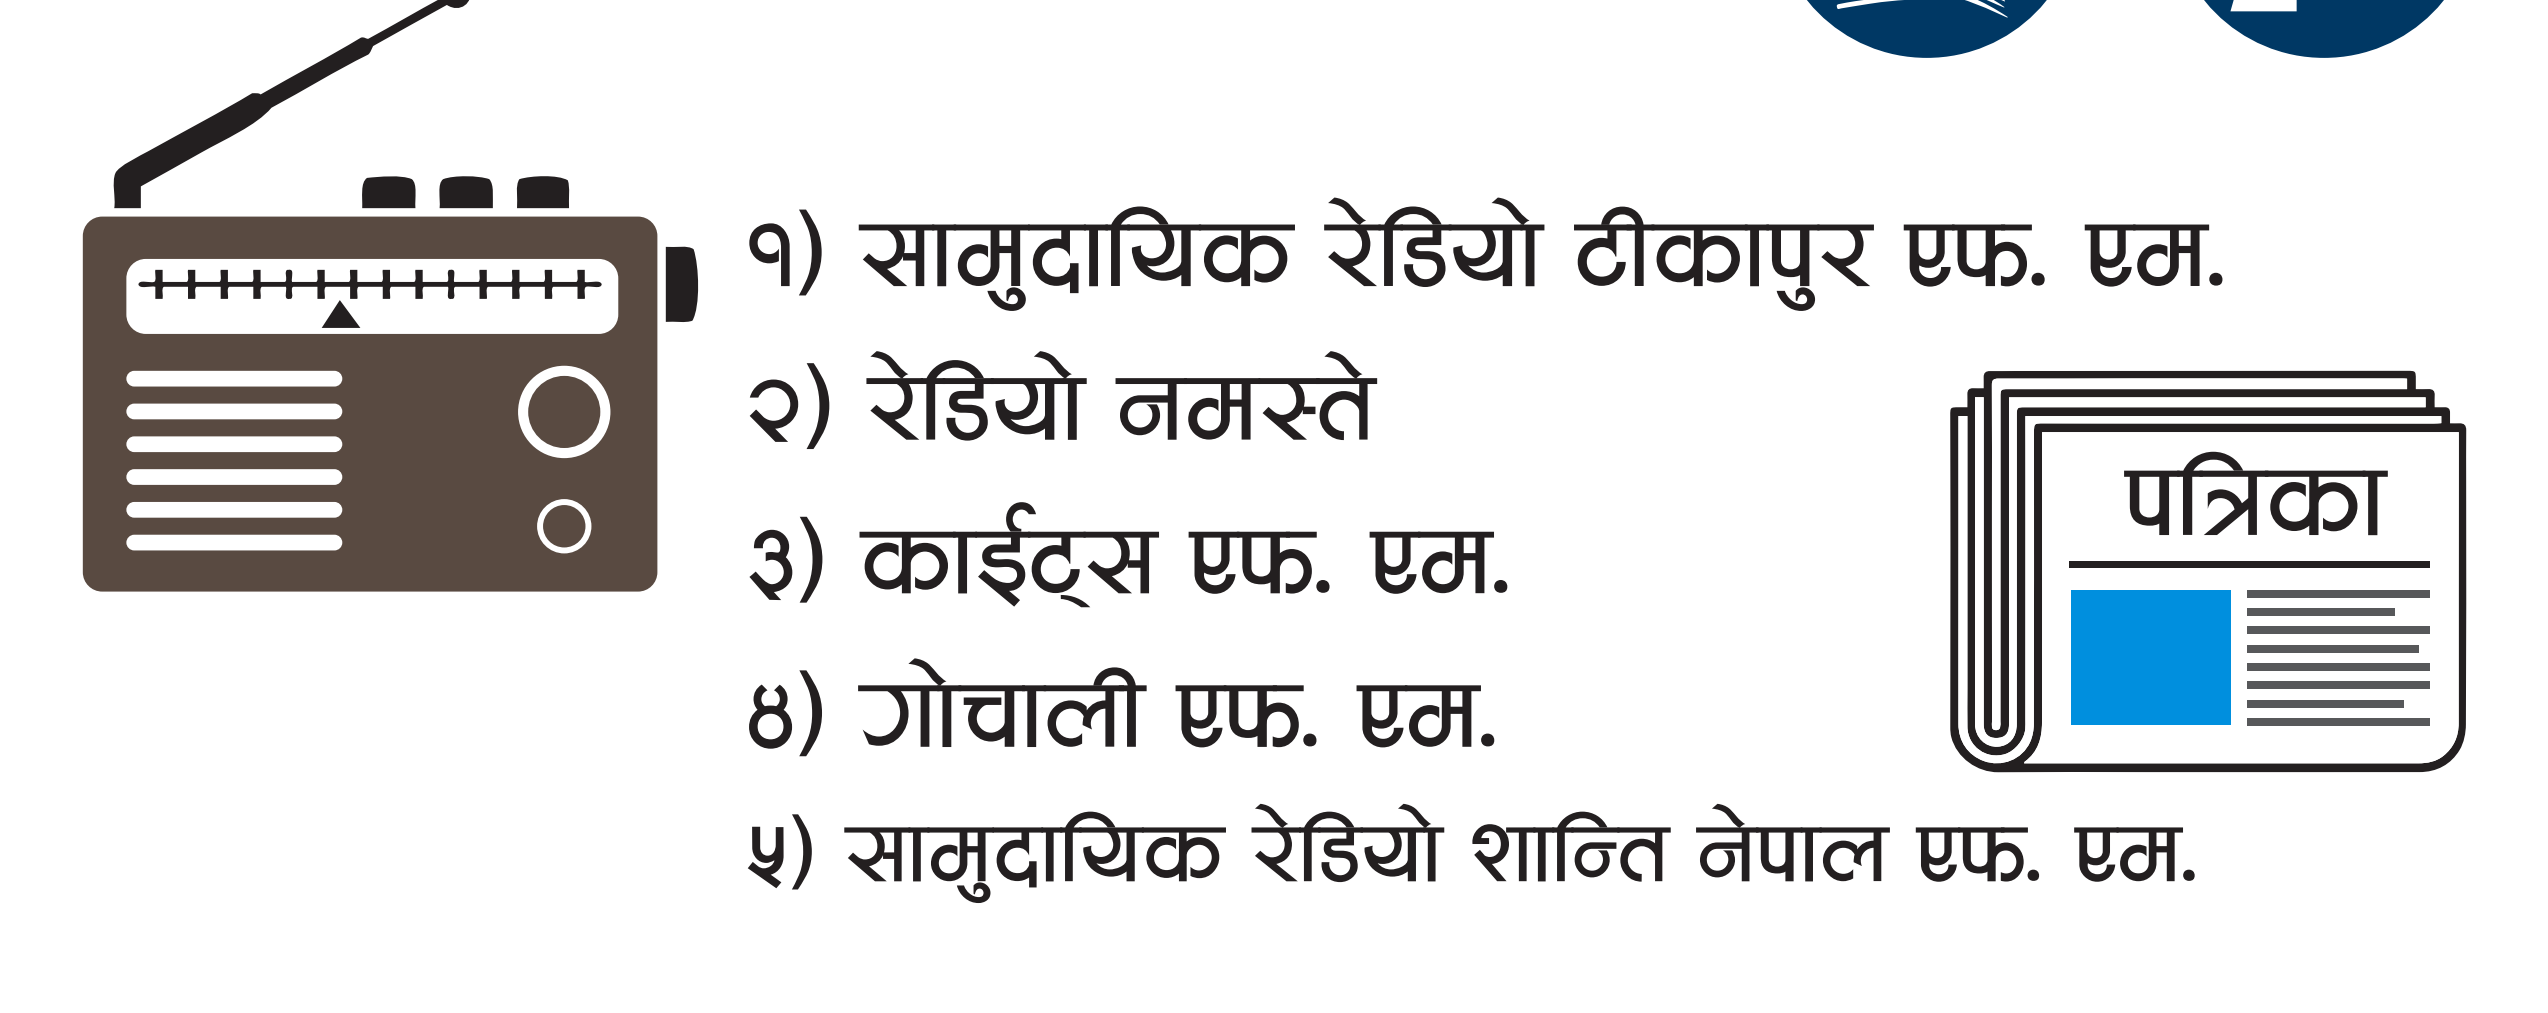 १) सामुदायिक रेडियो टीकापुर एफ. एम.
२) रेडियो नमस्ते
३) काईट्स एफ. एम.
४) गोचाली एफ. एम.
५) सामुदायिक रेडियो शान्ति नेपाल एफ. एम.
पत्रिका